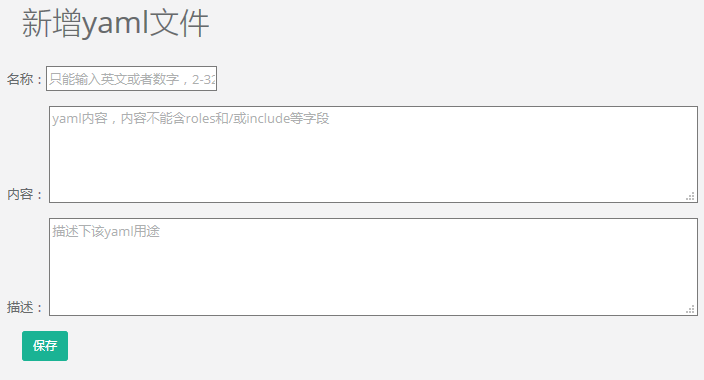 新增yaml文件
名称：
只能输入英文或者数字，2-32
yaml内容，内容不能含roles和/或include等字段
内容：
描述下该yaml用途
描述：
保存